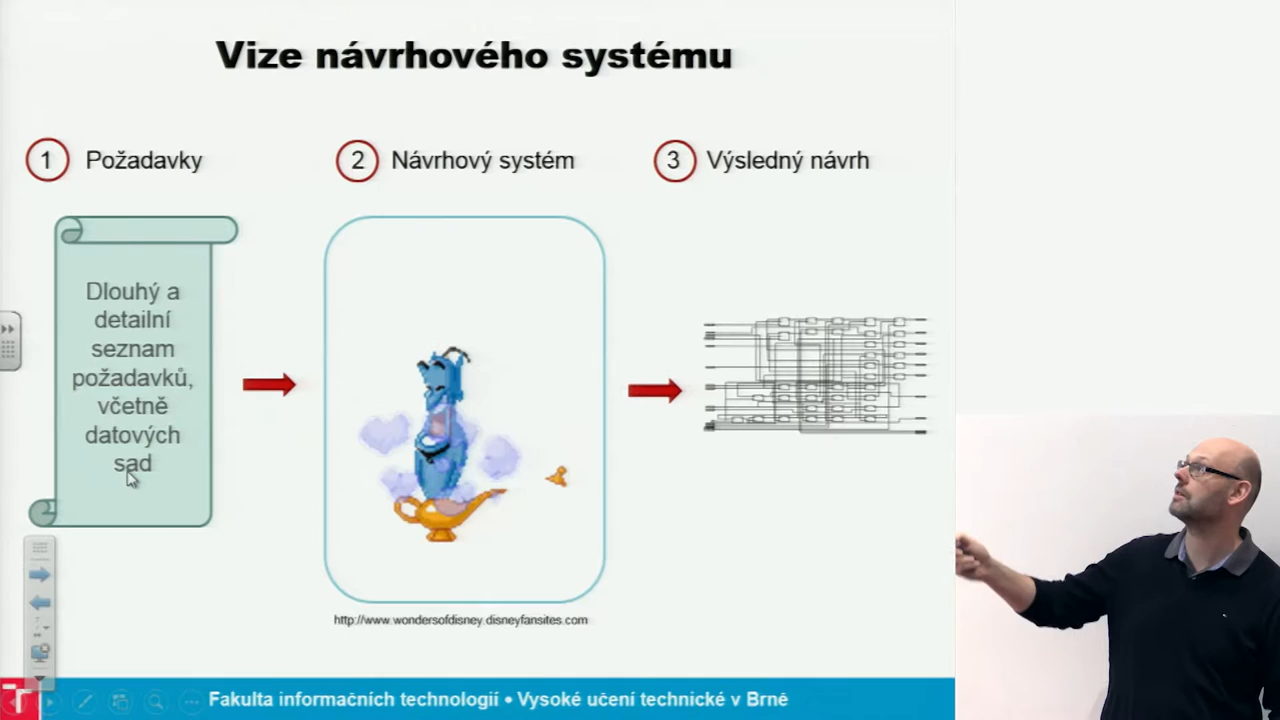 Vize návrhového systému
1 Požadavky
2 Návrhový systém
3 Výsledný návrh
Dlouhý a
detailní
seznam
požadavků,
včetně
datových
sad
http://www.wondersofdisney.disneyfansites.com
Fakulta informačních technologií • Vysoké učení technické v Brně